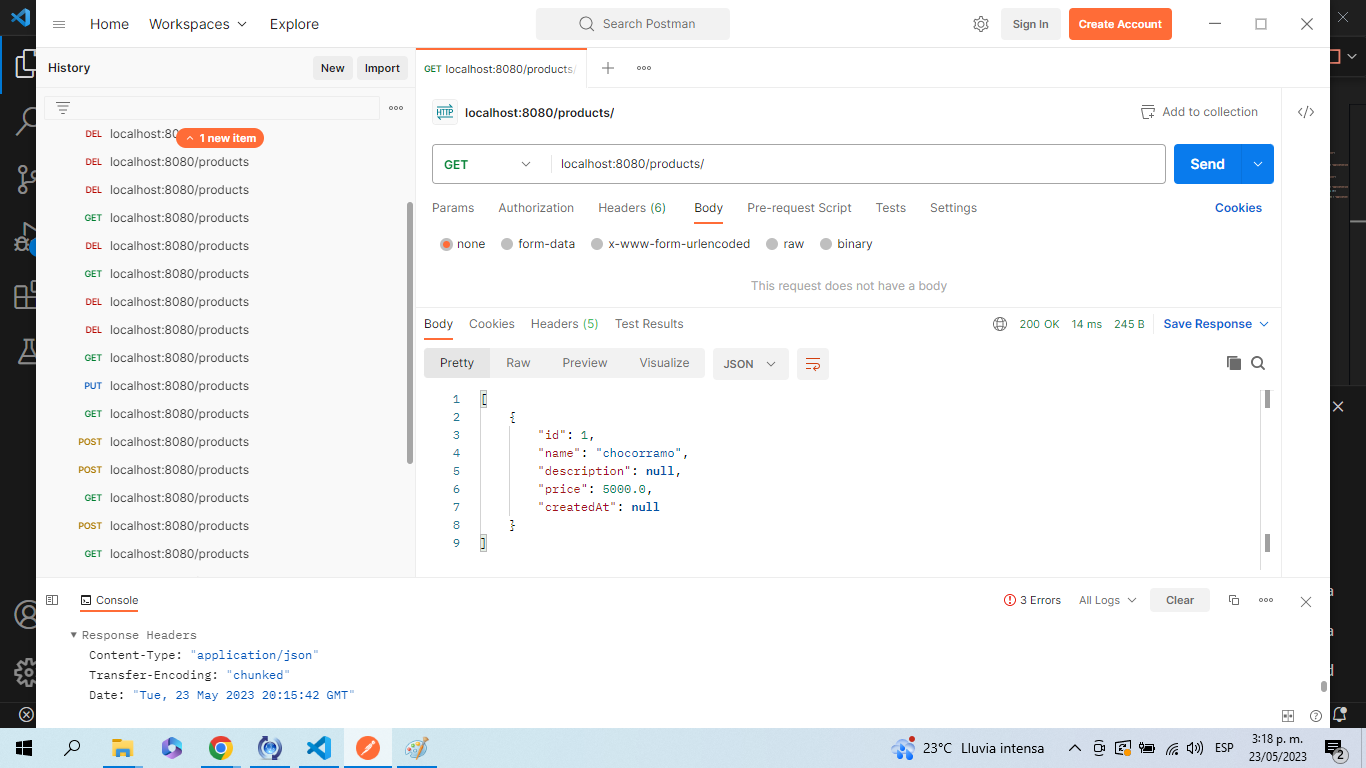 Home Workspaces Explore Search Postman Sign In Create Account
History New Import
GET localhost:8080/products/
HTTP localhost:8080/products/ Add to collection
1 new item
DEL localhost:80
DEL localhost:8080/products
DEL localhost:8080/products
GET localhost:8080/products
DEL localhost:8080/products
GET localhost:8080/products
DEL localhost:8080/products
DEL localhost:8080/products
GET localhost:8080/products
PUT localhost:8080/products
GET localhost:8080/products
POST localhost:8080/products
POST localhost:8080/products
GET localhost:8080/products
POST localhost:8080/products
GET localhost:8080/products
GET localhost:8080/products/ Send
Params Authorization Headers (6) Body Pre-request Script Tests Settings Cookies
none form-data x-www-form-urlencoded raw binary
This request does not have a body
Body Cookies Headers (5) Test Results 200 OK 14 ms 245 B Save Response
Pretty Raw Preview Visualize JSON
1 [
2 {
3 "id": 1,
4 "name": "chocorramo",
5 "description": null,
6 "price": 5000.0,
7 "createdAt": null
8 }
9 ]
Console 3 Errors All Logs Clear
Response Headers
Content-Type: "application/json"
Transfer-Encoding: "chunked"
Date: "Tue, 23 May 2023 20:15:42 GMT"
23°C Lluvia intensa ESP 3:18 p. m.
23/05/2023 2